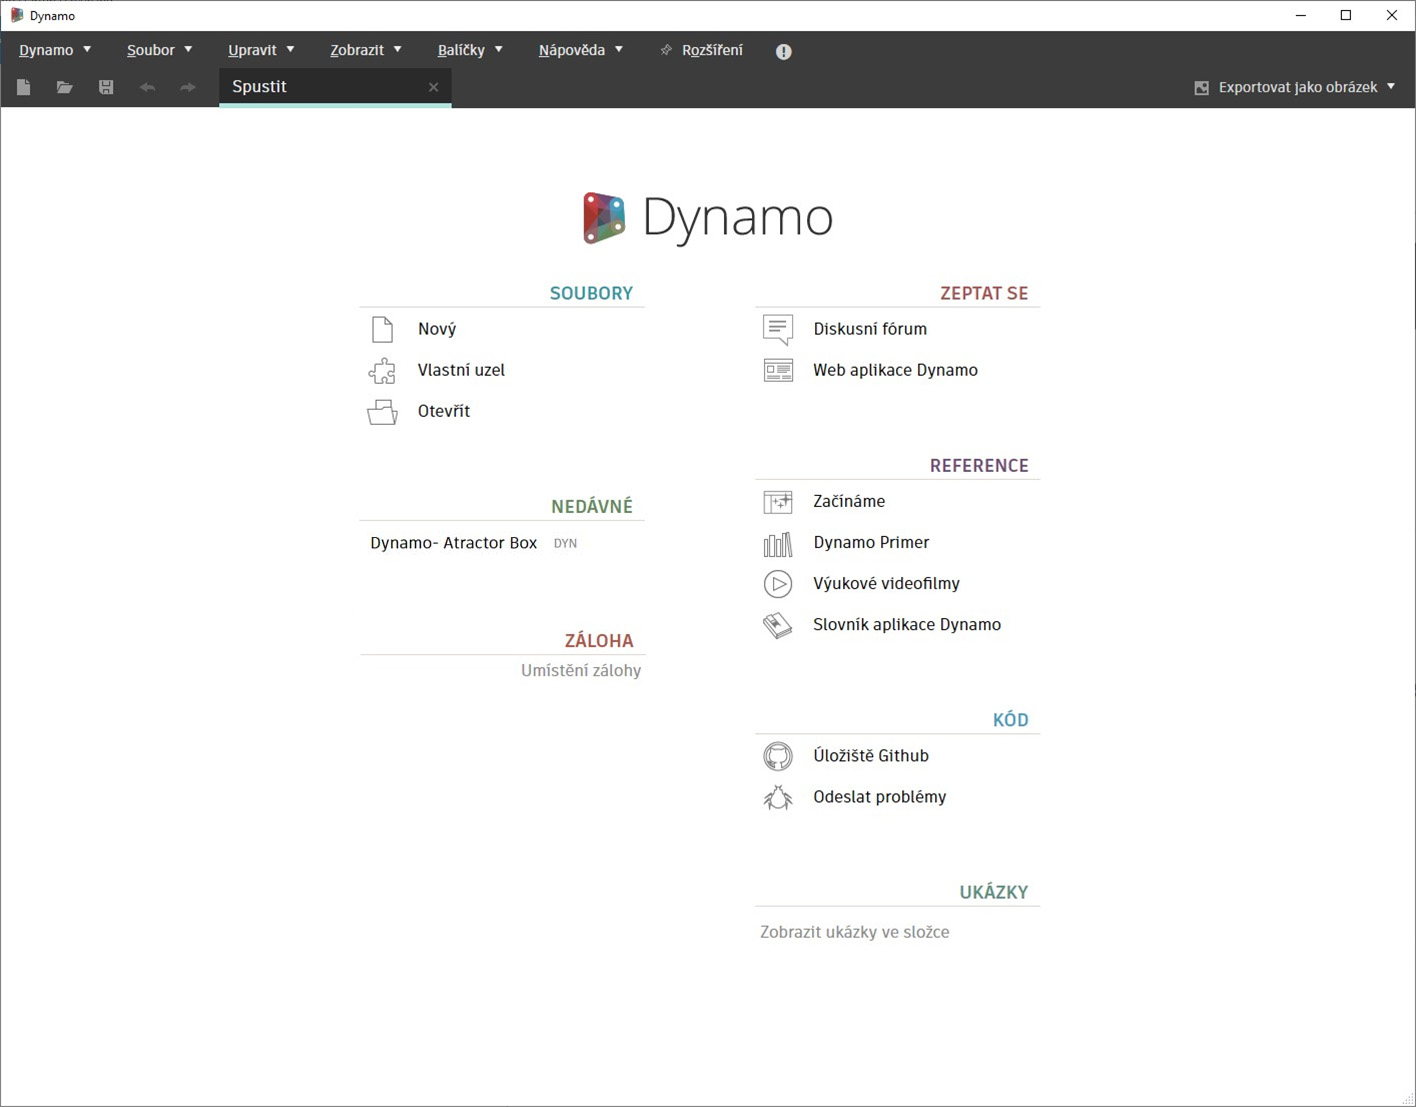 Dynamo
Dynamo Soubor Upravit Zobrazit Balíčky Nápověda Rozšíření
Spustit
Exportovat jako obrázek
Dynamo
SOUBORY
Nový
Vlastní uzel
Otevřít
NEDÁVNÉ
Dynamo- Atractor Box DYN
ZÁLOHA
Umístění zálohy
ZEPTAT SE
Diskusní fórum
Web aplikace Dynamo
REFERENCE
Začínáme
Dynamo Primer
Výukové videofilmy
Slovník aplikace Dynamo
KÓD
Úložiště Github
Odeslat problémy
UKÁZKY
Zobrazit ukázky ve složce